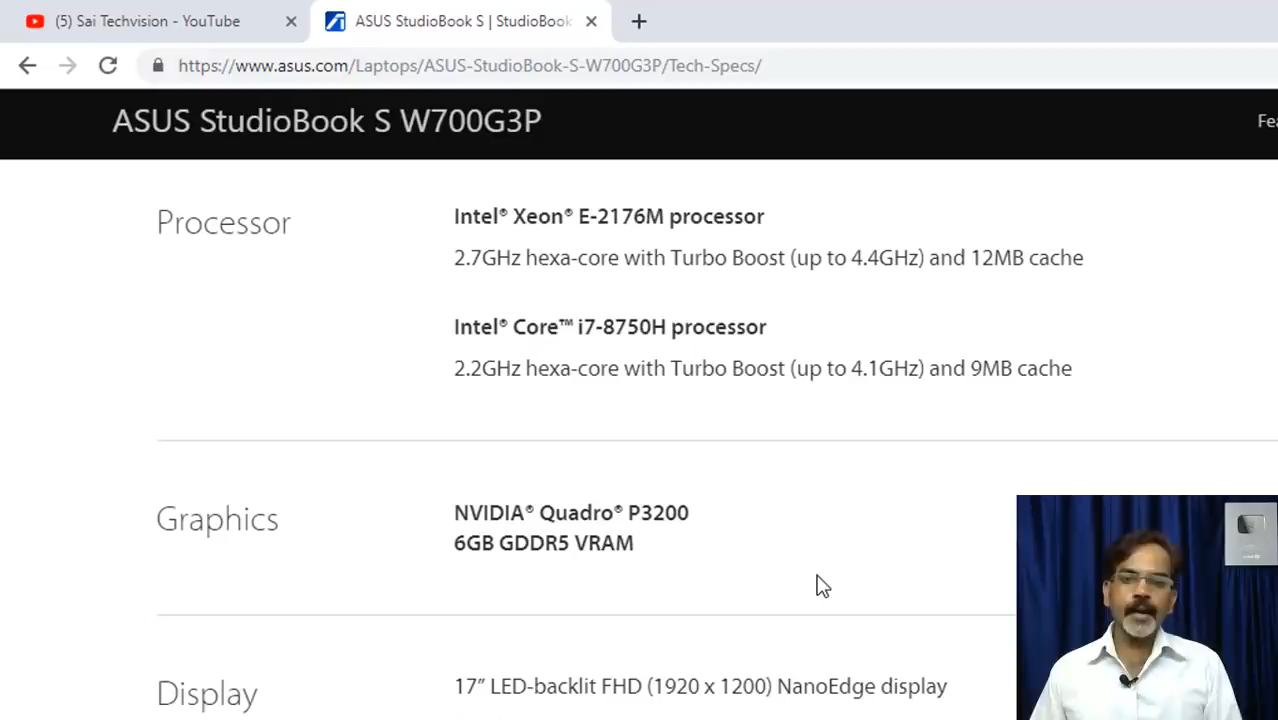 (5) Sai Techvision - YouTube
ASUS StudioBook S | StudioBook
https://www.asus.com/Laptops/ASUS-StudioBook-S-W700G3P/Tech-Specs/
ASUS StudioBook S W700G3P
Fea
Processor
Intel® Xeon® E-2176M processor
2.7GHz hexa-core with Turbo Boost (up to 4.4GHz) and 12MB cache
Intel® Core™ i7-8750H processor
2.2GHz hexa-core with Turbo Boost (up to 4.1GHz) and 9MB cache
Graphics
NVIDIA® Quadro® P3200
6GB GDDR5 VRAM
Display
17” LED-backlit FHD (1920 x 1200) NanoEdge display